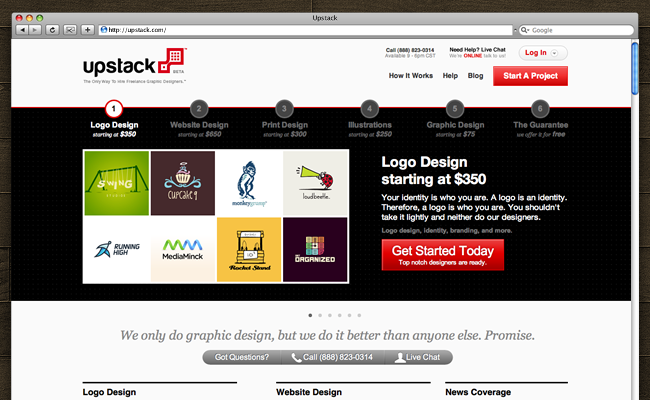 Upstack
http://upstack.com/
Google
upstack
BETA
The Only Way To Hire Freelance Graphic Designers.™
Call (888) 823-0314
Available 9 - 6pm GST
Need Help? Live Chat
We're ONLINE talk to us!
Log In
How It Works
Help
Blog
Start A Project
1
Logo Design
starting at $350
2
Website Design
starting at $650
3
Print Design
starting at $300
4
Illustrations
starting at $250
5
Graphic Design
starting at $75
6
The Guarantee
we offer it for free
SWING
STUDIOS
CUPCAKE
monkeygrump
loudbeetle.
RUNNING
HIGH
MediaMinck
Rocket Stand
ORGANIZED
Logo Design
starting at $350
Your identity is who you are. A logo is an identity.
Therefore, a logo is who you are. You shouldn't
take it lightly and neither do our designers.
Logo design, identity, branding, and more.
Get Started Today
Top notch designers are ready.
We only do graphic design, but we do it better than anyone else. Promise.
Got Questions?
Call (888) 823-0314
Live Chat
Logo Design
Website Design
News Coverage